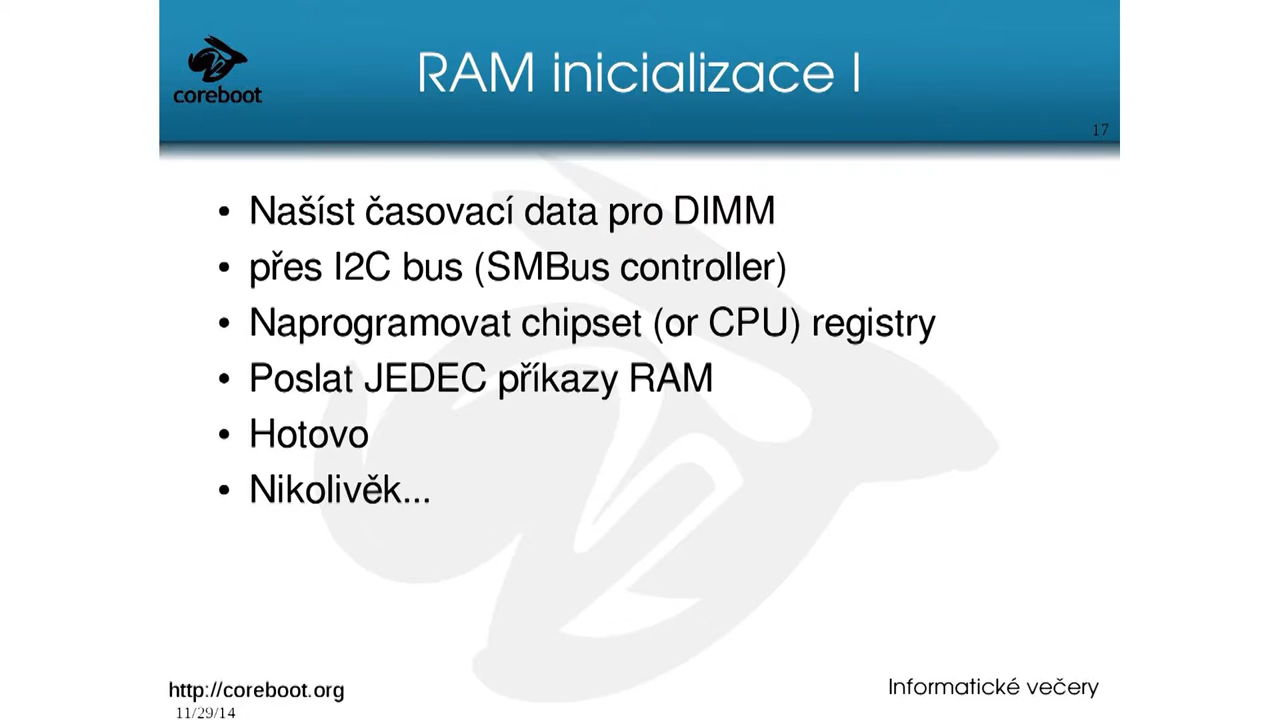 coreboot
RAM inicializace I
17
• Našíst časovací data pro DIMM
• přes I2C bus (SMBus controller)
• Naprogramovat chipset (or CPU) registry
• Poslat JEDEC příkazy RAM
• Hotovo
• Nikolivěk...
http://coreboot.org
Informatické večery
11/29/14